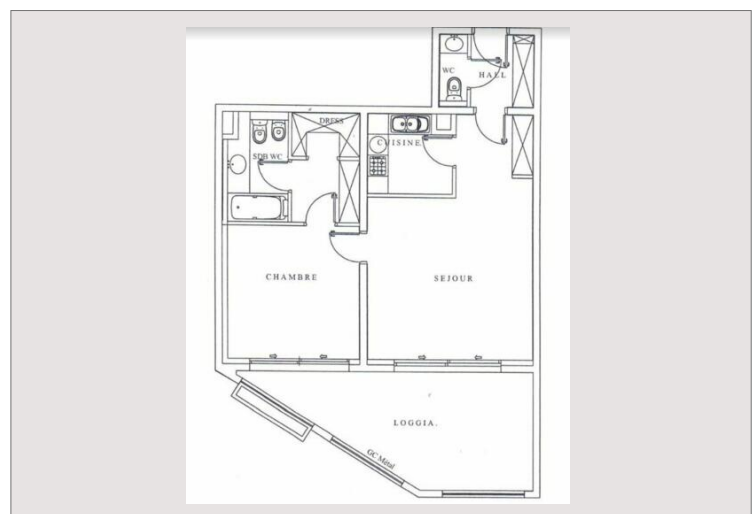 WC
HALL
DRESS
CUISINE
SDB WC
CHAMBRE
SEJOUR
LOGGIA.
GC Métal